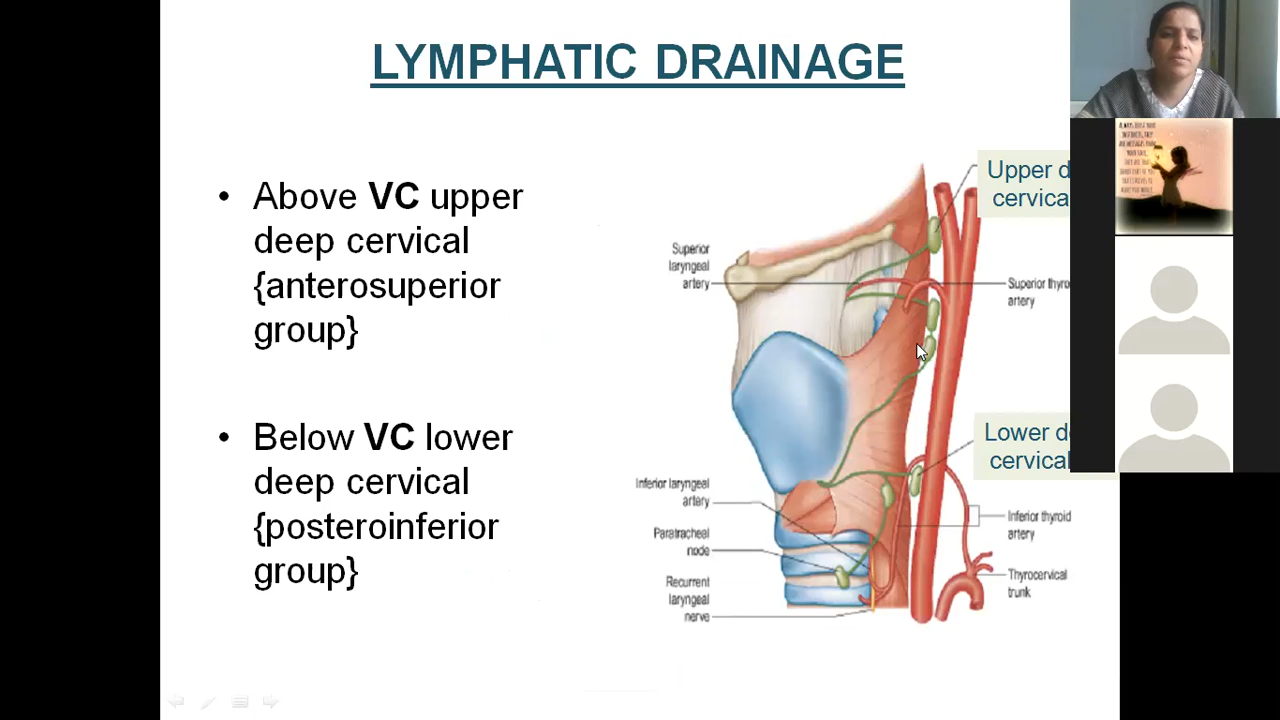 LYMPHATIC DRAINAGE
• Above VC upper
deep cervical
{anterosuperior
group}
• Below VC lower
deep cervical
{posteroinferior
group}
Upper d
cervica
Superior
laryngeal
artery
Superior thyro
artery
Lower d
cervical
Inferior laryngeal
artery
Paratracheal
node
Recurrent
laryngeal
nerve
Inferior thyroid
artery
Thyrocervical
trunk